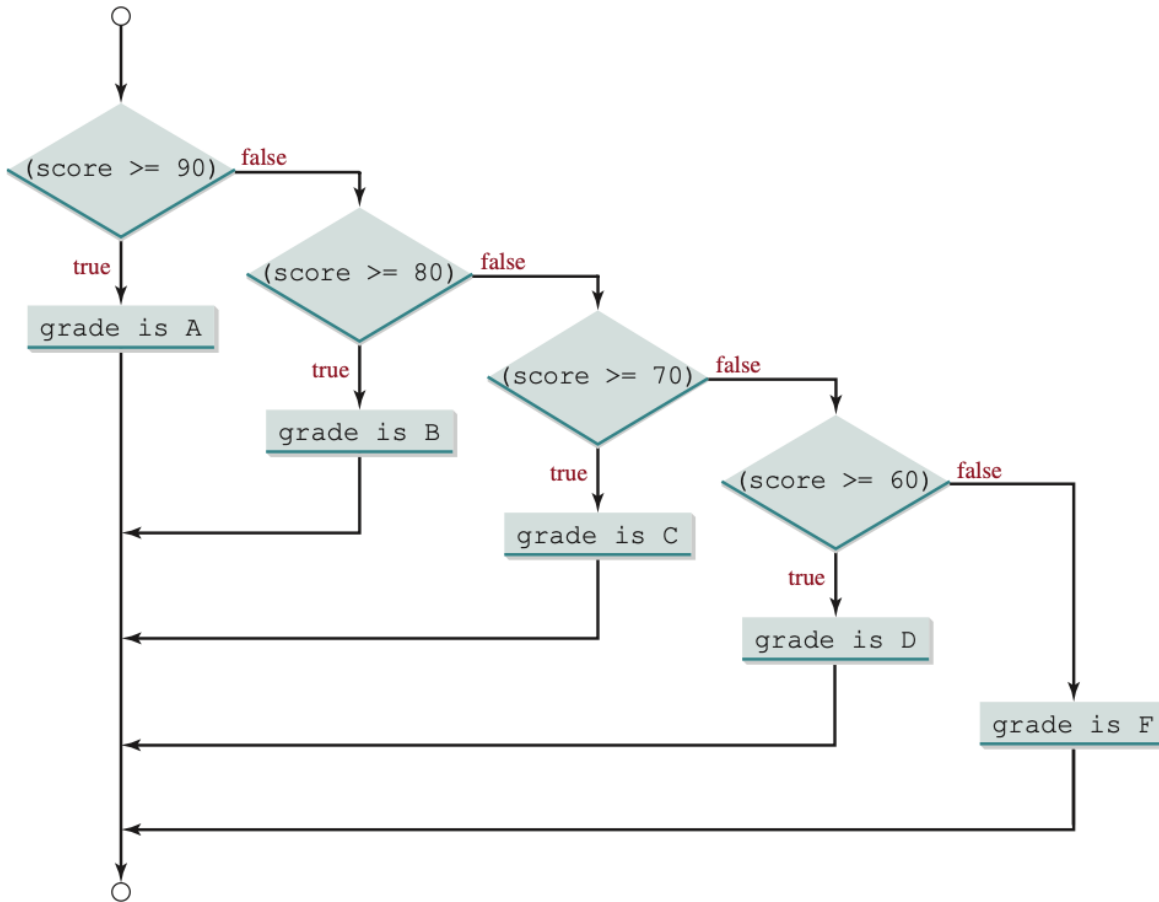 (score >= 90)
false
true
(score >= 80)
false
grade is A
true
(score >= 70)
false
grade is B
true
(score >= 60)
false
grade is C
true
grade is D
grade is F